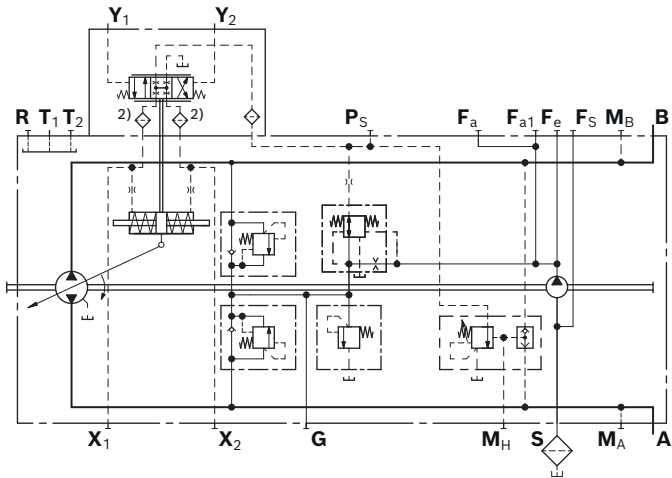 Y1 Y2
2) 2)
R T1 T2 PS Fa Fa1 Fe FS MB B
X1 X2 G MH S MA A